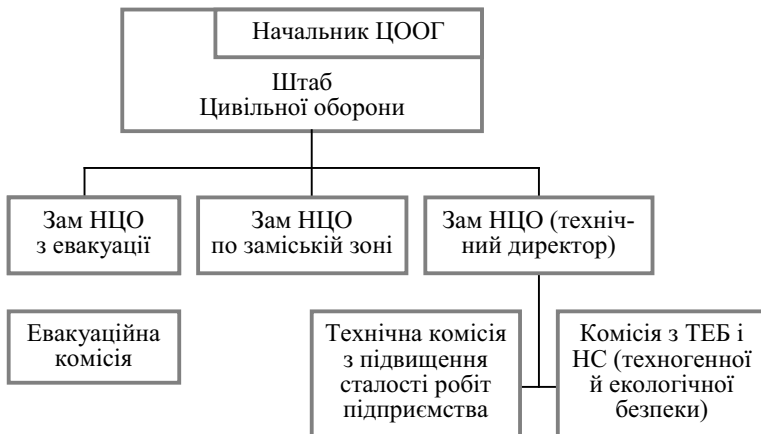 Начальник ЦООГ
Штаб
Цивільної оборони
Зам НЦО
з евакуації
Зам НЦО
по заміській зоні
Зам НЦО (техніч-
ний директор)
Евакуаційна
комісія
Технічна комісія
з підвищення
сталості робіт
підприємства
Комісія з ТЕБ і
НС (техногенної
й екологічної
безпеки)